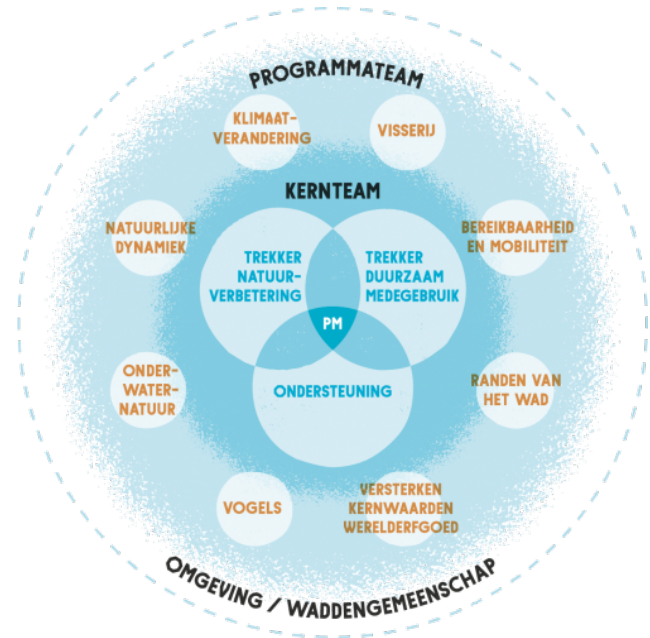 PROGRAMMATEAM
KLIMAAT-
VERANDERING
VISSERIJ
KERNTEAM
NATUURLIJKE
DYNAMIEK
BEREIKBAARHEID
EN MOBILITEIT
TREKKER
NATUUR-
VERBETERING
TREKKER
DUURZAAM
MEDEGEBRUIK
PM
ONDER-
WATER-
NATUUR
ONDERSTEUNING
RANDEN VAN
HET WAD
VOGELS
VERSTERKEN
KERNWAARDEN
WERELDERFGOED
OMGEVING / WADDENGEMEENSCHAP